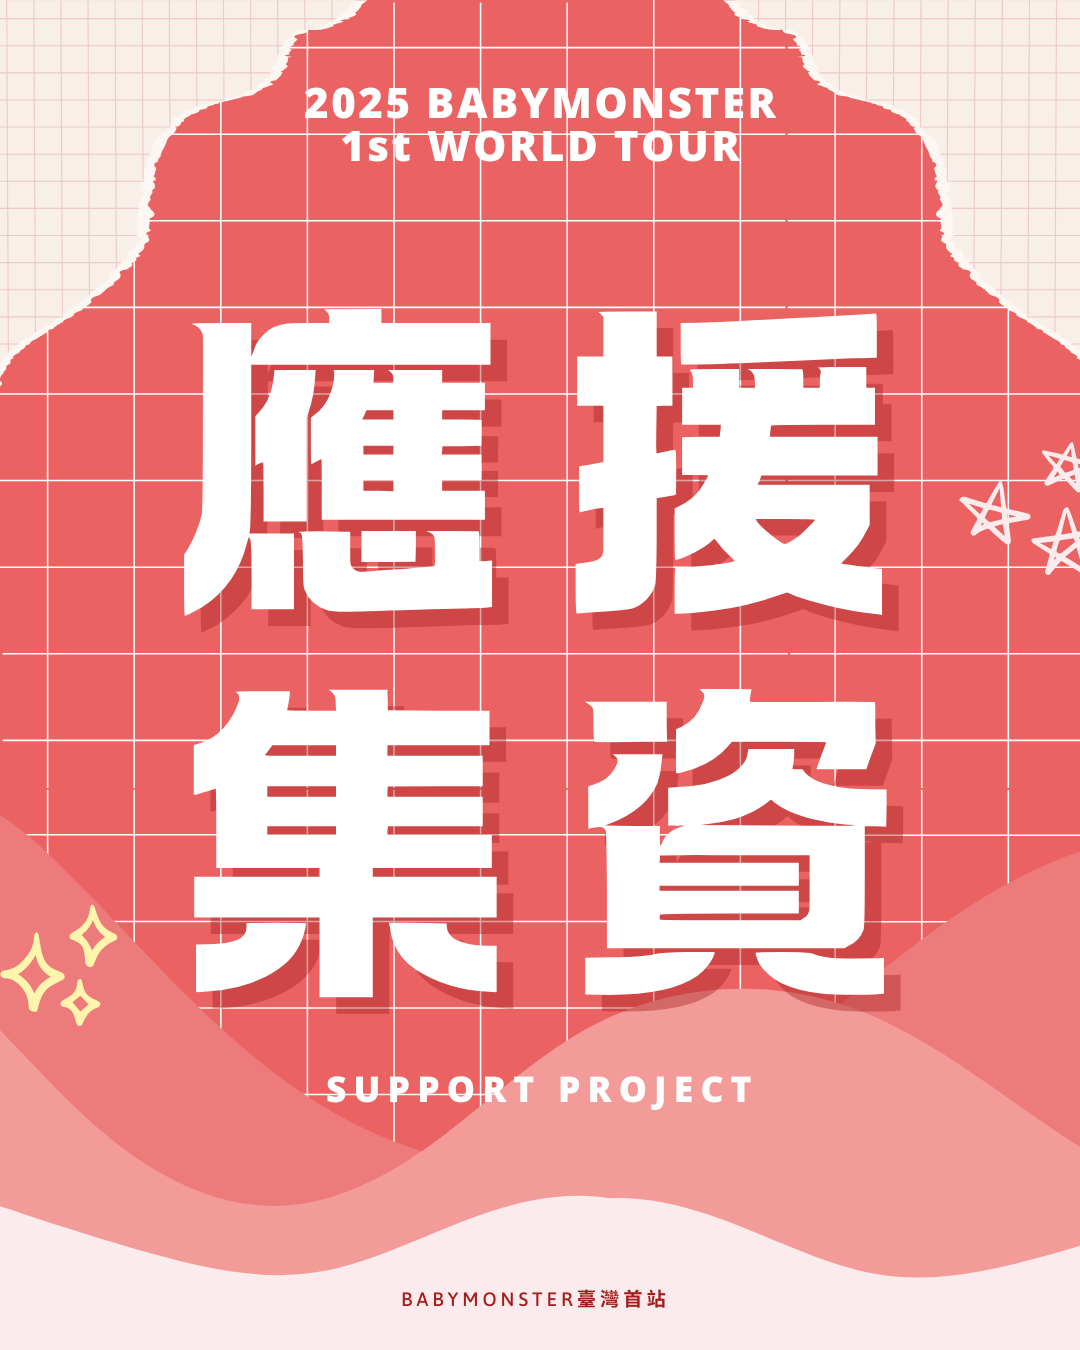 2025 BABYMONSTER
1st WORLD TOUR
應援
集資
SUPPORT PROJECT
BABYMONSTER臺灣首站